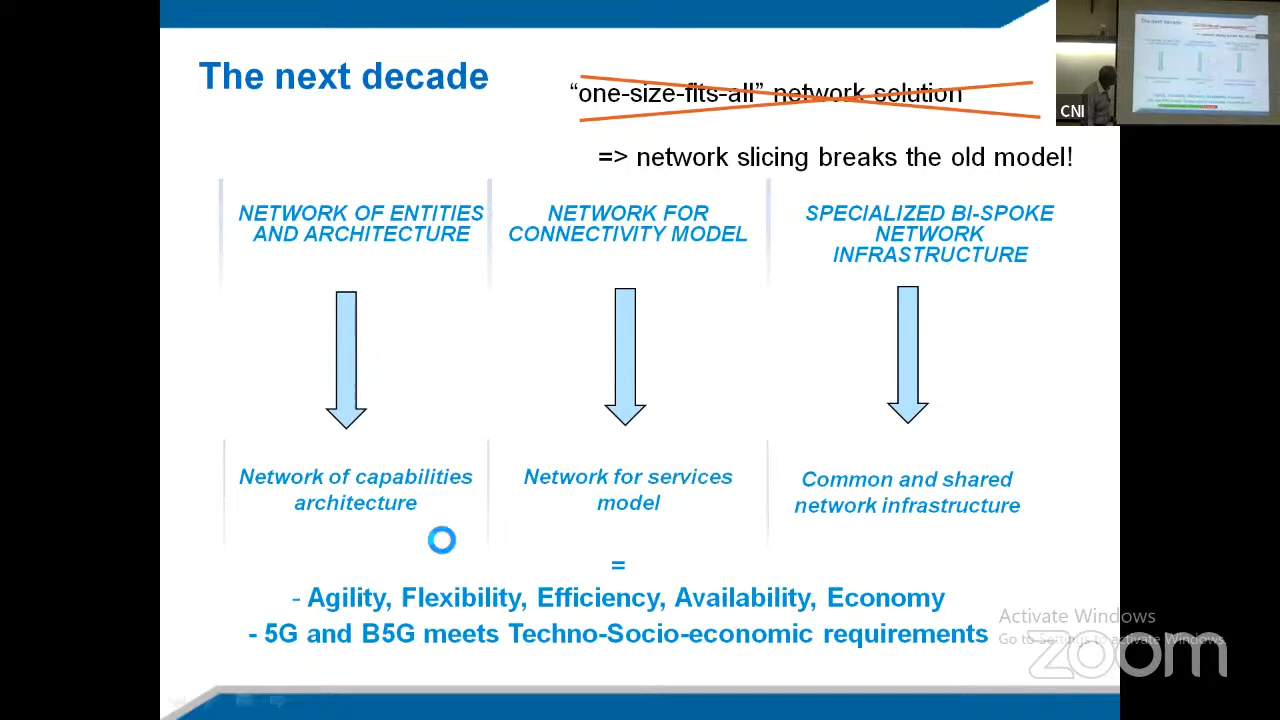 The next decade
“one-size-fits-all” network solution
=> network slicing breaks the old model!
NETWORK OF ENTITIES
AND ARCHITECTURE
NETWORK FOR
CONNECTIVITY MODEL
SPECIALIZED BI-SPOKE
NETWORK
INFRASTRUCTURE
Network of capabilities
architecture
Network for services
model
Common and shared
network infrastructure
=
- Agility, Flexibility, Efficiency, Availability, Economy
- 5G and B5G meets Techno-Socio-economic requirements
CNI
The next decade
Activate Windows
Go to Settings to activate Windows.
zoom